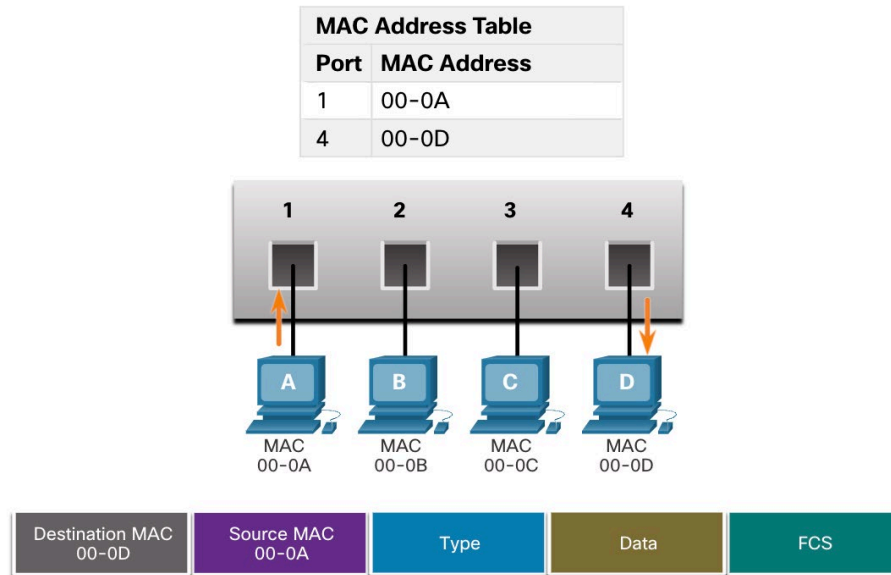 MAC Address Table
Port MAC Address
1 00-0A
4 00-0D
1 2 3 4
A B C D
MAC MAC MAC MAC
00-0A 00-0B 00-0C 00-0D
Destination MAC Source MAC Type Data FCS
00-0D 00-0A